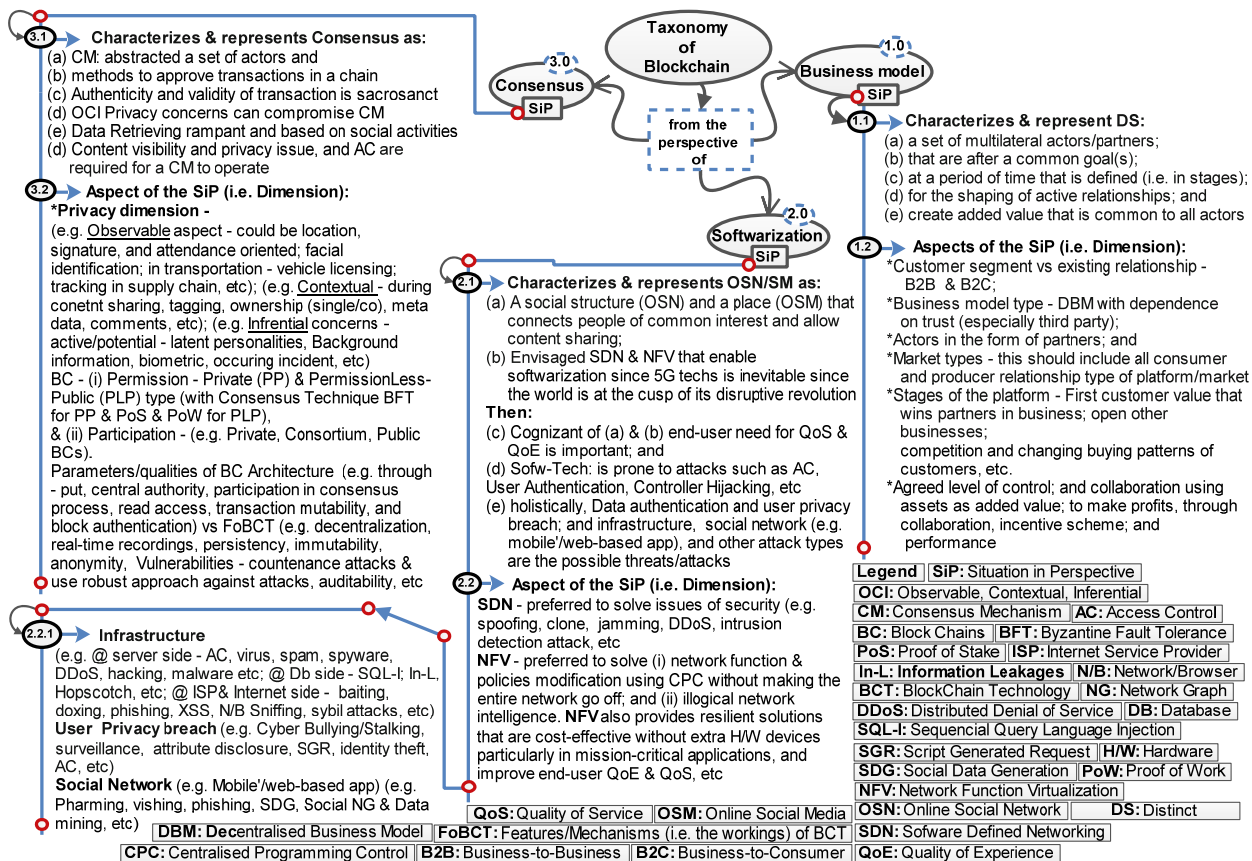 Taxonomy
of
Blockchain
from the
perspective
of
3.0
Consensus
SiP
1.0
Business model
SiP
2.0
Softwarization
SiP
3.1
Characterizes & represents Consensus as:
(a) CM: abstracted a set of actors and
(b) methods to approve transactions in a chain
(c) Authenticity and validity of transaction is sacrosanct
(d) OCI Privacy concerns can compromise CM
(e) Data Retrieving rampant and based on social activities
(d) Content visibility and privacy issue, and AC are
required for a CM to operate
3.2
Aspect of the SiP (i.e. Dimension):
*Privacy dimension -
(e.g. Observable aspect - could be location,
signature, and attendance oriented; facial
identification; in transportation - vehicle licensing;
tracking in supply chain, etc); (e.g. Contextual - during
conetnt sharing, tagging, ownership (single/co), meta
data, comments, etc); (e.g. Infrential concerns -
active/potential - latent personalities, Background
information, biometric, occuring incident, etc)
BC - (i) Permission - Private (PP) & PermissionLess-
Public (PLP) type (with Consensus Technique BFT
for PP & PoS & PoW for PLP),
& (ii) Participation - (e.g. Private, Consortium, Public
BCs).
Parameters/qualities of BC Architecture (e.g. through
- put, central authority, participation in consensus
process, read access, transaction mutability, and
block authentication) vs FoBCT (e.g. decentralization,
real-time recordings, persistency, immutability,
anonymity, Vulnerabilities - countenance attacks &
use robust approach against attacks, auditability, etc
2.2.1
Infrastructure
(e.g. @ server side - AC, virus, spam, spyware,
DDoS, hacking, malware etc; @ Db side - SQL-I; In-L,
Hopscotch, etc; @ ISP& Internet side - baiting,
doxing, phishing, XSS, N/B Sniffing, sybil attacks, etc)
User Privacy breach (e.g. Cyber Bullying/Stalking,
surveillance, attribute disclosure, SGR, identity theft,
AC, etc)
Social Network (e.g. Mobile'/web-based app) (e.g.
Pharming, vishing, phishing, SDG, Social NG & Data
mining, etc)
2.1
Characterizes & represents OSN/SM as:
(a) A social structure (OSN) and a place (OSM) that
connects people of common interest and allow
content sharing;
(b) Envisaged SDN & NFV that enable
softwarization since 5G techs is inevitable since
the world is at the cusp of its disruptive revolution
Then:
(c) Cognizant of (a) & (b) end-user need for QoS &
QoE is important; and
(d) Sofw-Tech: is prone to attacks such as AC,
User Authentication, Controller Hijacking, etc
(e) holistically, Data authentication and user privacy
breach; and infrastructure, social network (e.g.
mobile'/web-based app), and other attack types
are the possible threats/attacks
2.2
Aspect of the SiP (i.e. Dimension):
SDN - preferred to solve issues of security (e.g.
spoofing, clone, jamming, DDoS, intrusion
detection attack, etc
NFV - preferred to solve (i) network function &
policies modification using CPC without making the
entire network go off; and (ii) illogical network
intelligence. NFV also provides resilient solutions
that are cost-effective without extra H/W devices
particularly in mission-critical applications, and
improve end-user QoE & QoS, etc
1.1
Characterizes & represent DS:
(a) a set of multilateral actors/partners;
(b) that are after a common goal(s);
(c) at a period of time that is defined (i.e. in stages);
(d) for the shaping of active relationships; and
(e) create added value that is common to all actors
1.2
Aspects of the SiP (i.e. Dimension):
*Customer segment vs existing relationship -
B2B & B2C;
*Business model type - DBM with dependence
on trust (especially third party);
*Actors in the form of partners; and
*Market types - this should include all consumer
and producer relationship type of platform/market
*Stages of the platform - First customer value that
wins partners in business; open other
businesses;
competition and changing buying patterns of
customers, etc.
*Agreed level of control; and collaboration using
assets as added value; to make profits, through
collaboration, incentive scheme; and
performance
Legend SiP: Situation in Perspective
OCI: Observable, Contextual, Inferential
CM: Consensus Mechanism AC: Access Control
BC: Block Chains BFT: Byzantine Fault Tolerance
PoS: Proof of Stake ISP: Internet Service Provider
In-L: Information Leakages N/B: Network/Browser
BCT: BlockChain Technology NG: Network Graph
DDoS: Distributed Denial of Service DB: Database
SQL-I: Sequencial Query Language Injection
SGR: Script Generated Request H/W: Hardware
SDG: Social Data Generation PoW: Proof of Work
NFV: Network Function Virtualization
QoS: Quality of Service OSM: Online Social Media OSN: Online Social Network DS: Distinct
DBM: Decentralised Business Model FoBCT: Features/Mechanisms (i.e. the workings) of BCT SDN: Sofware Defined Networking
CPC: Centralised Programming Control B2B: Business-to-Business B2C: Business-to-Consumer QoE: Quality of Experience